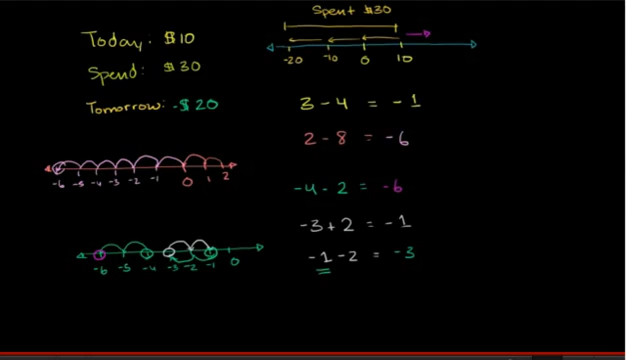 Spent $30
Today: $10
-20 -10 0 10
Spend: $30
Tomorrow: -$20
3 - 4 = -1
2 - 8 = -6
-6 -5 -4 -3 -2 -1 0 1 2
-4 - 2 = -6
-3 + 2 = -1
-6 -5 -4 -3 -2 -1 0
-1 - 2 = -3